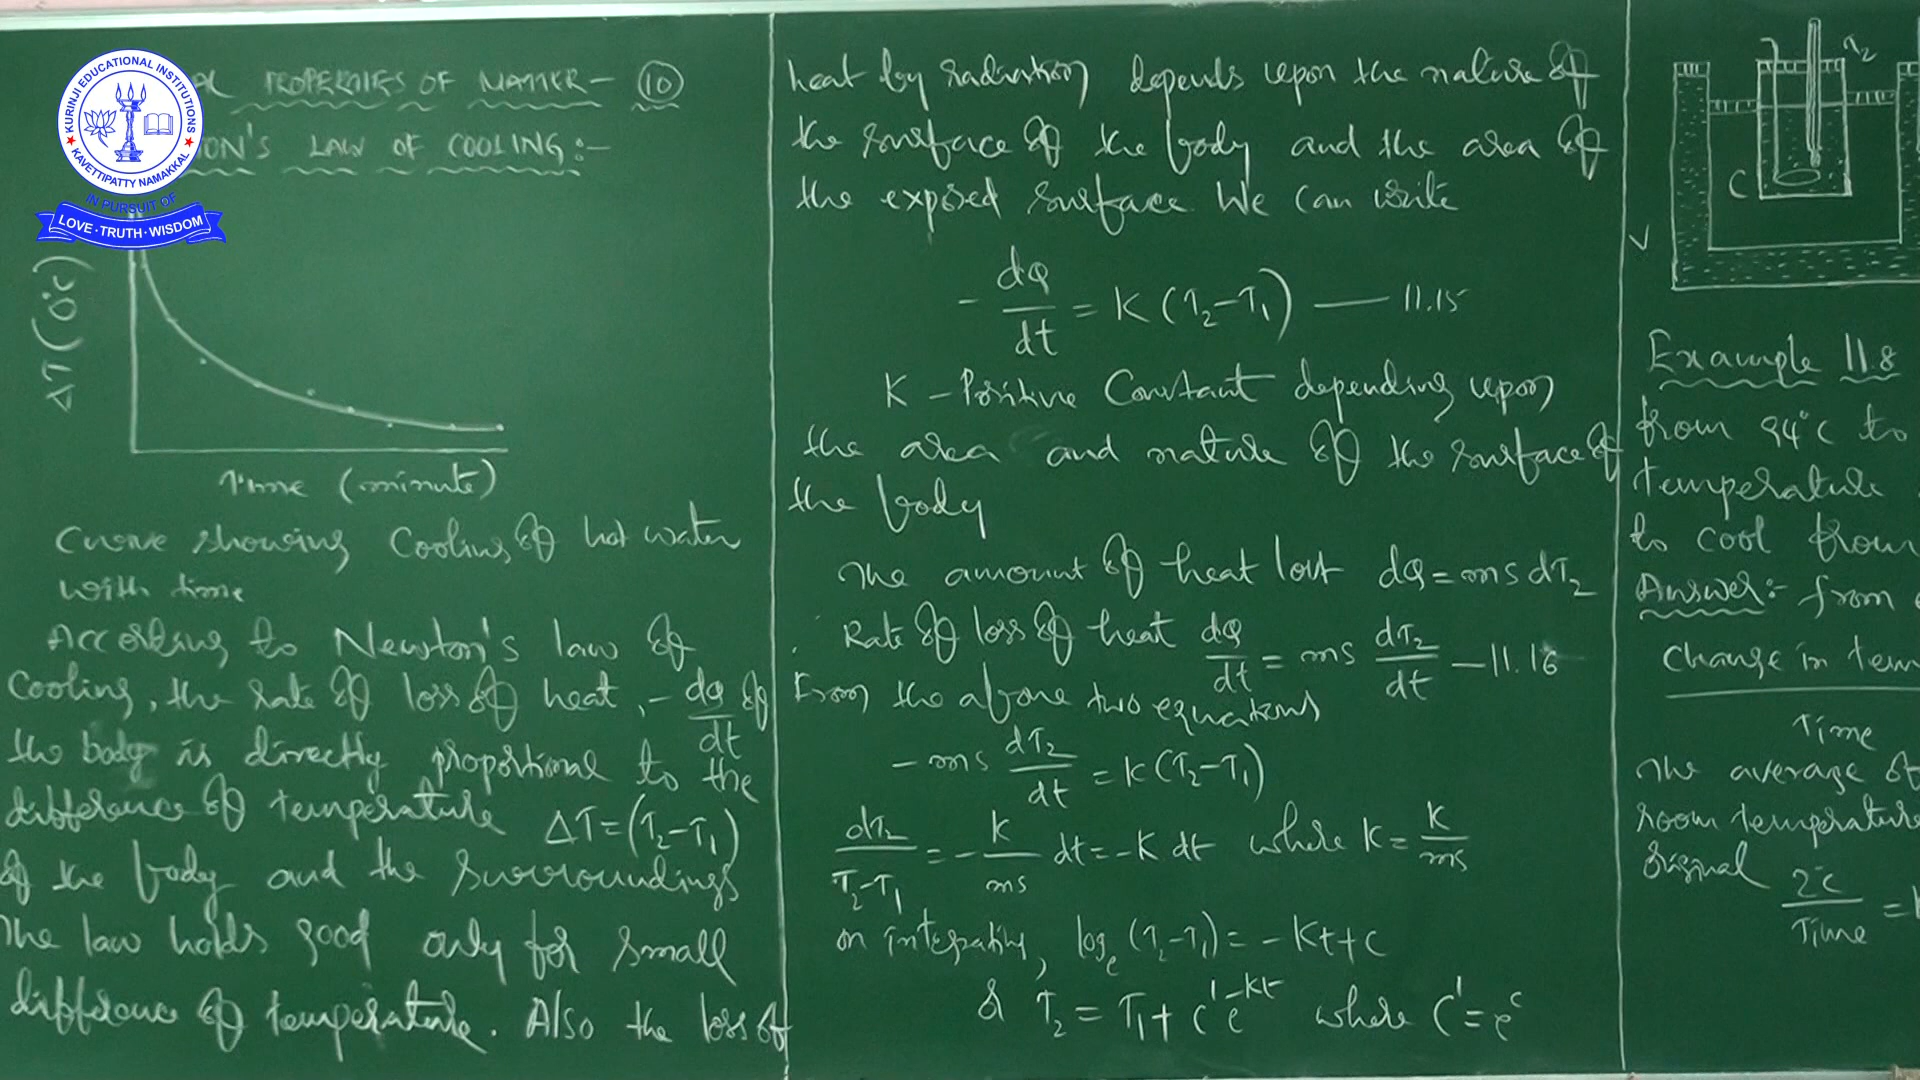 KURINJI EDUCATIONAL INSTITUTIONS
KAVETTIPATTY NAMAKKAL
IN PURSUIT OF
LOVE · TRUTH · WISDOM
AL PROPERTIES OF MATTER - 10
TON'S LAW OF COOLING :-
ΔT (0°C)
Time (minute)
Curve showing Cooling of hot water
with time
According to Newton's law of
Cooling, the rate of loss of heat, - dQ/dt of
the body is directly proportional to the
difference of temperature ΔT = (T₂-T₁)
of the body and the surroundings
The law holds good only for small
difference of temperature. Also the loss of
heat by radiation depends upon the nature of
the surface of the body and the area of
the exposed surface. We can write
- dQ/dt = K (T₂-T₁) — 11.15
K - Positive Constant depending upon
the area and nature of the surface of
the body
The amount of heat lost dQ = ms dT₂
∴ Rate of loss of heat dQ/dt = ms dT₂/dt — 11.16
From the above two equations
- ms dT₂/dt = K (T₂-T₁)
dT₂/T₂-T₁ = - K/ms dt = -K dt where K = K/ms
on integrating, logₑ (T₂-T₁) = - Kt + c
or T₂ = T₁ + C' e^-Kt where C' = e^c
T₂
C
V
Example 11.8
from 94°C to
temperature
to cool from
Answer :- from
Change in tem
Time
The average of
room temperature
original
2°C/Time = K